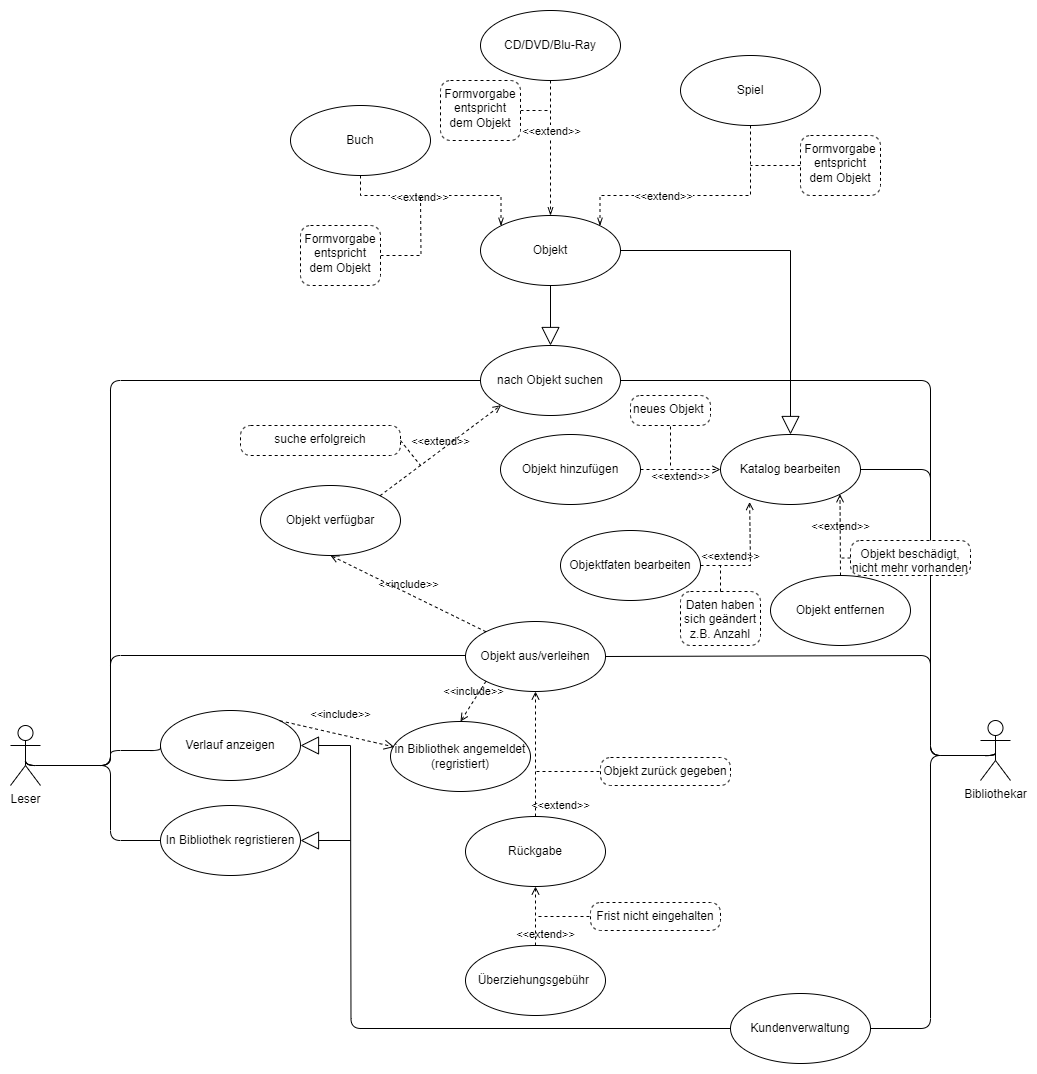 CD/DVD/Blu-Ray
Spiel
Formvorgabe
entspricht
dem Objekt
<<extend>>
Buch
Formvorgabe
entspricht
dem Objekt
<<extend>>
<<extend>>
Formvorgabe
entspricht
dem Objekt
Objekt
nach Objekt suchen
neues Objekt
suche erfolgreich
<<extend>>
Objekt hinzufügen
<<extend>>
Katalog bearbeiten
Objekt verfügbar
<<extend>>
<<extend>>
Objekt beschädigt,
nicht mehr vorhanden
Objektfaten bearbeiten
<<include>>
Daten haben
sich geändert
z.B. Anzahl
Objekt entfernen
Objekt aus/verleihen
<<include>>
<<include>>
Verlauf anzeigen
in Bibliothek angemeldet
(regristiert)
Objekt zurück gegeben
Leser
Bibliothekar
<<extend>>
In Bibliothek regristieren
Rückgabe
Frist nicht eingehalten
<<extend>>
Überziehungsgebühr
Kundenverwaltung